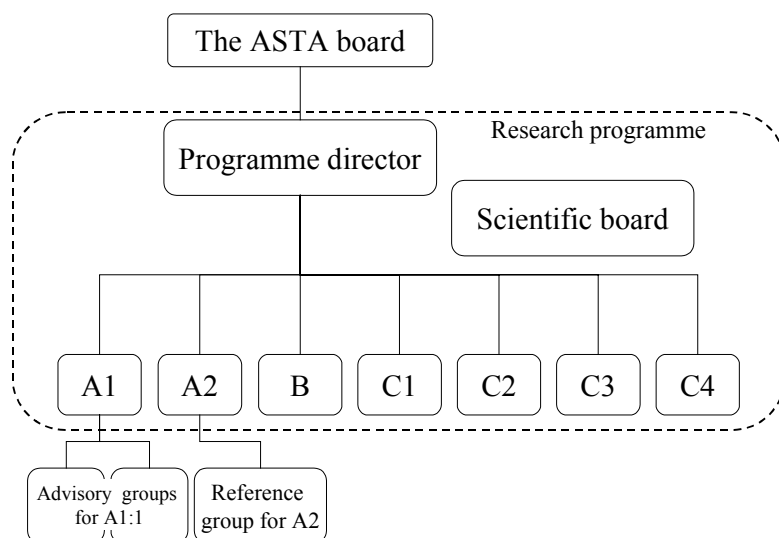 The ASTA board
Research programme
Programme director
Scientific board
A1 A2 B C1 C2 C3 C4
Advisory groups
for A1:1
Reference
group for A2